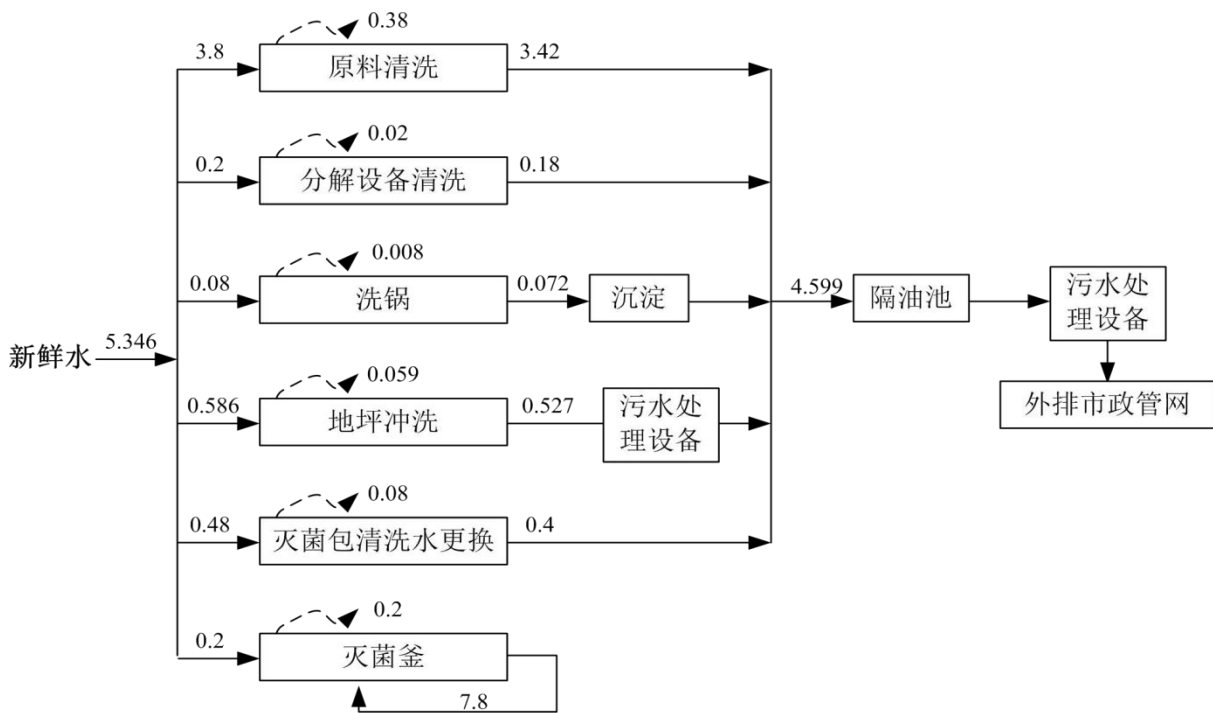 0.38
3.8
原料清洗
3.42
0.02
0.2
分解设备清洗
0.18
0.008
0.08
洗锅
0.072
沉淀
4.599
隔油池
污水处
理设备
新鲜水
5.346
0.059
0.586
地坪冲洗
0.527
污水处
理设备
外排市政管网
0.08
0.48
灭菌包清洗水更换
0.4
0.2
0.2
灭菌釜
7.8